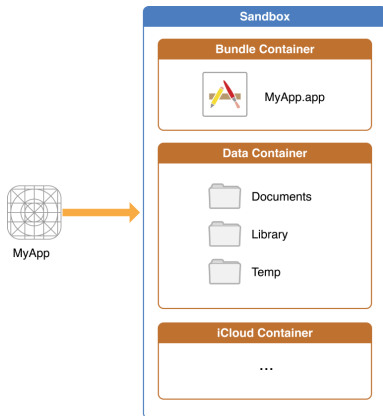 Sandbox
Bundle Container
MyApp.app
Data Container
Documents
Library
Temp
MyApp
iCloud Container
...